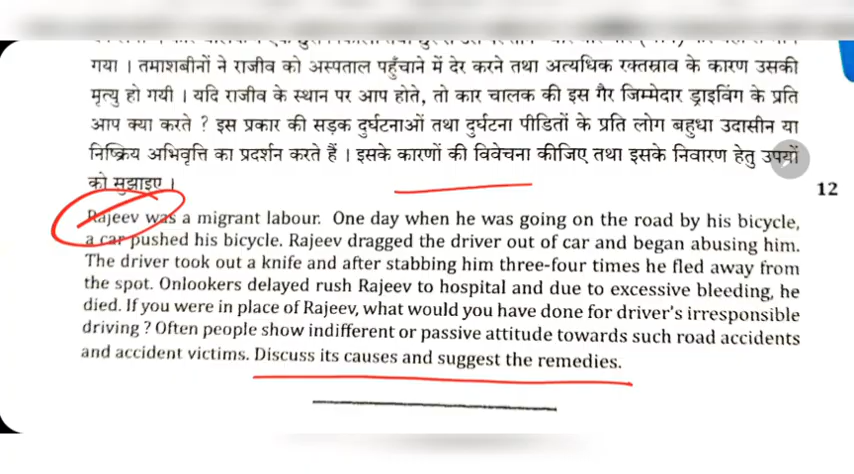 गया । तमाशबीनों ने राजीव को अस्पताल पहुँचाने में देर करने तथा अत्यधिक रक्तस्राव के कारण उसकी
मृत्यु हो गयी । यदि राजीव के स्थान पर आप होते, तो कार चालक की इस गैर जिम्मेदार ड्राइविंग के प्रति
आप क्या करते ? इस प्रकार की सड़क दुर्घटनाओं तथा दुर्घटना पीडितों के प्रति लोग बहुधा उदासीन या
निष्क्रिय अभिवृत्ति का प्रदर्शन करते हैं । इसके कारणों की विवेचना कीजिए तथा इसके निवारण हेतु उपयों
को सुझाइए ।
12
Rajeev was a migrant labour. One day when he was going on the road by his bicycle,
a car pushed his bicycle. Rajeev dragged the driver out of car and began abusing him.
The driver took out a knife and after stabbing him three-four times he fled away from
the spot. Onlookers delayed rush Rajeev to hospital and due to excessive bleeding, he
died. If you were in place of Rajeev, what would you have done for driver's irresponsible
driving ? Often people show indifferent or passive attitude towards such road accidents
and accident victims. Discuss its causes and suggest the remedies.